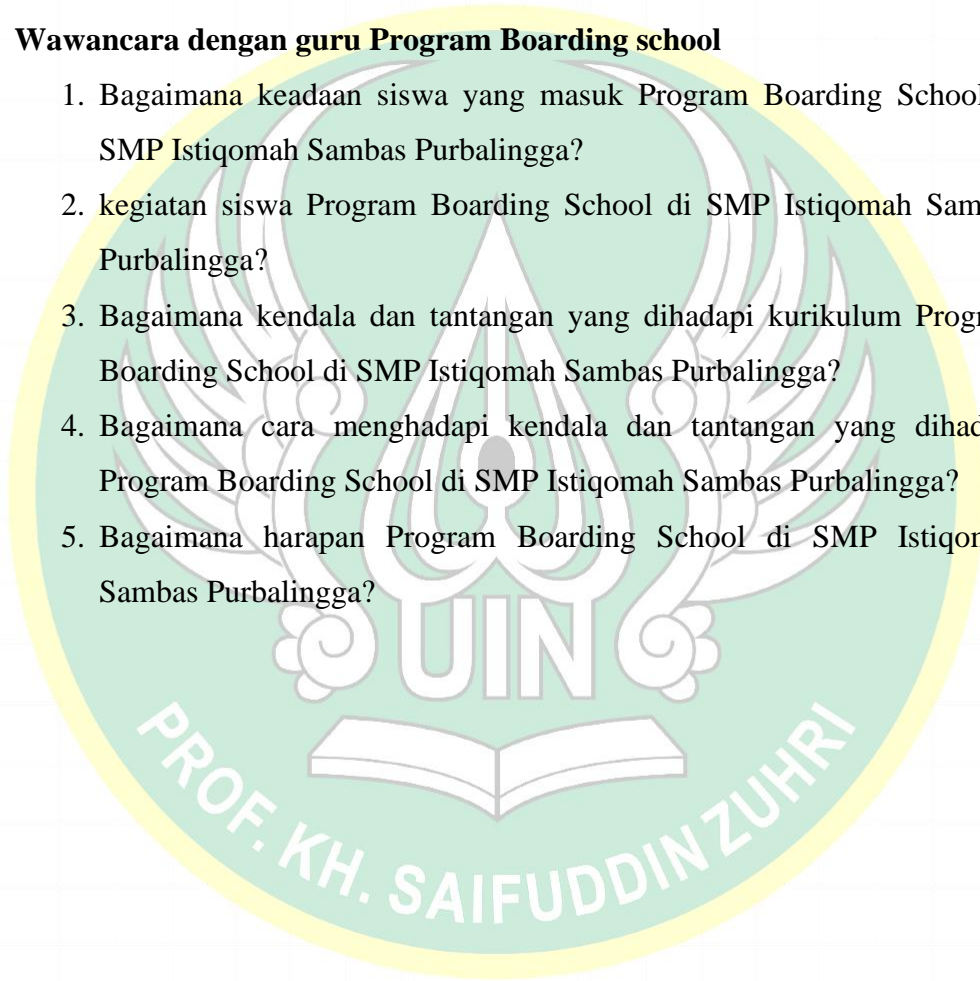 Wawancara dengan guru Program Boarding school
1. Bagaimana keadaan siswa yang masuk Program Boarding School
SMP Istiqomah Sambas Purbalingga?
2. kegiatan siswa Program Boarding School di SMP Istiqomah Sam
Purbalingga?
3. Bagaimana kendala dan tantangan yang dihadapi kurikulum Progr
Boarding School di SMP Istiqomah Sambas Purbalingga?
4. Bagaimana cara menghadapi kendala dan tantangan yang dihad
Program Boarding School di SMP Istiqomah Sambas Purbalingga?
5. Bagaimana harapan Program Boarding School di SMP Istiqon
Sambas Purbalingga?
UIN
PROF. KH. SAIFUDDIN ZUHRI